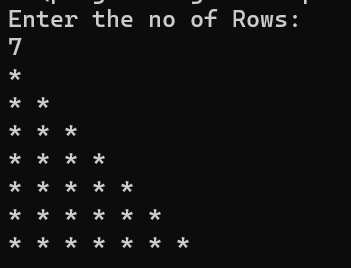 Enter the no of Rows:
7
*
* *
* * *
* * * *
* * * * *
* * * * * *
* * * * * * *